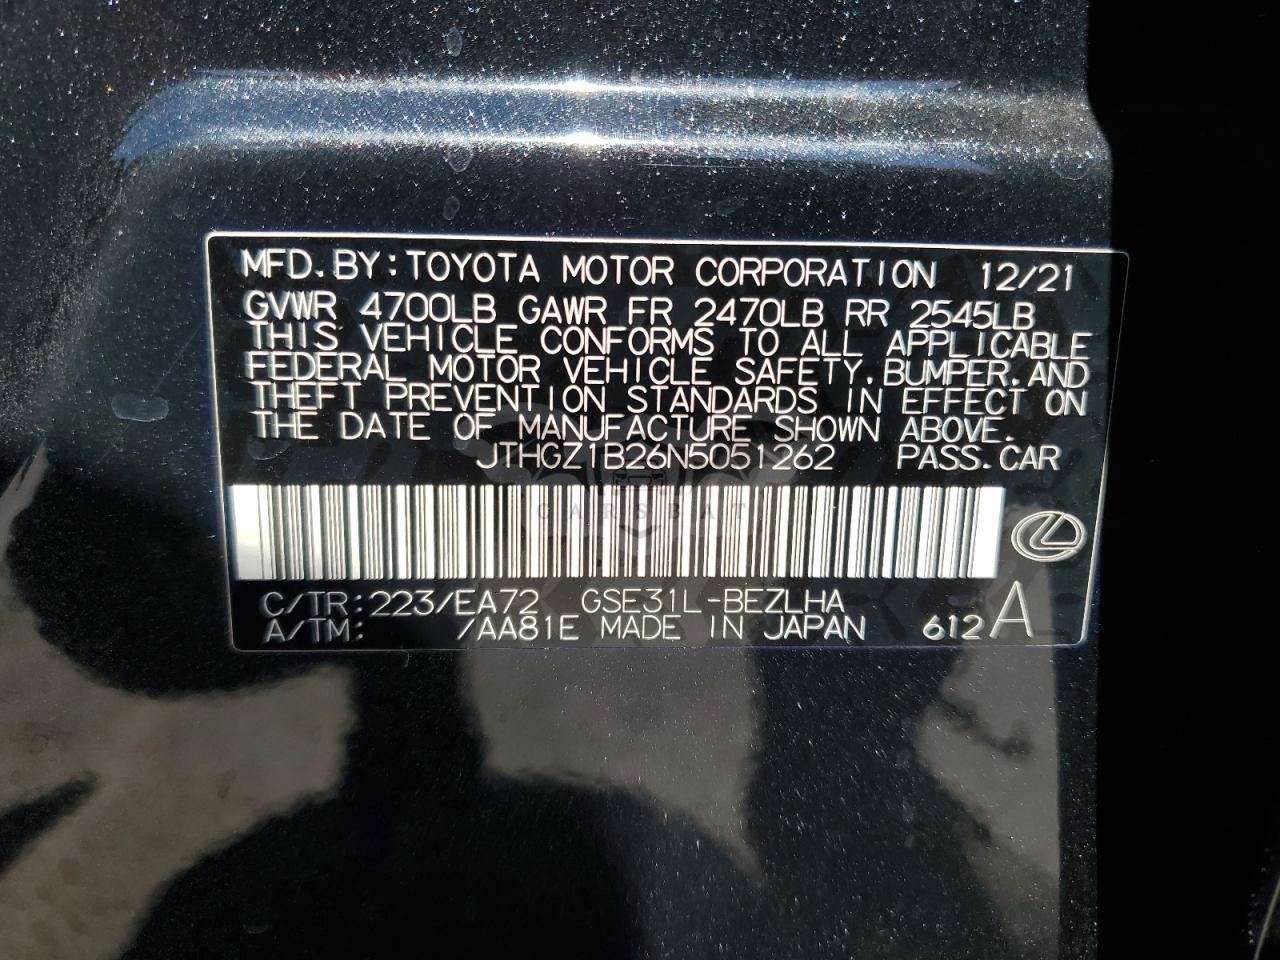 MFD.BY:TOYOTA MOTOR CORPORATION 12/21
GVWR 4700LB GAWR FR 2470LB RR 2545LB
THIS VEHICLE CONFORMS TO ALL APPLICABLE
FEDERAL MOTOR VEHICLE SAFETY.BUMPER.AND
THEFT PREVENTION STANDARDS IN EFFECT ON
THE DATE OF MANUFACTURE SHOWN ABOVE.
JTHGZ1B26N5051262 PASS.CAR
CARSBAT
C/TR:223/EA72 GSE31L-BEZLHA
A/TM: /AA81E MADE IN JAPAN 612A